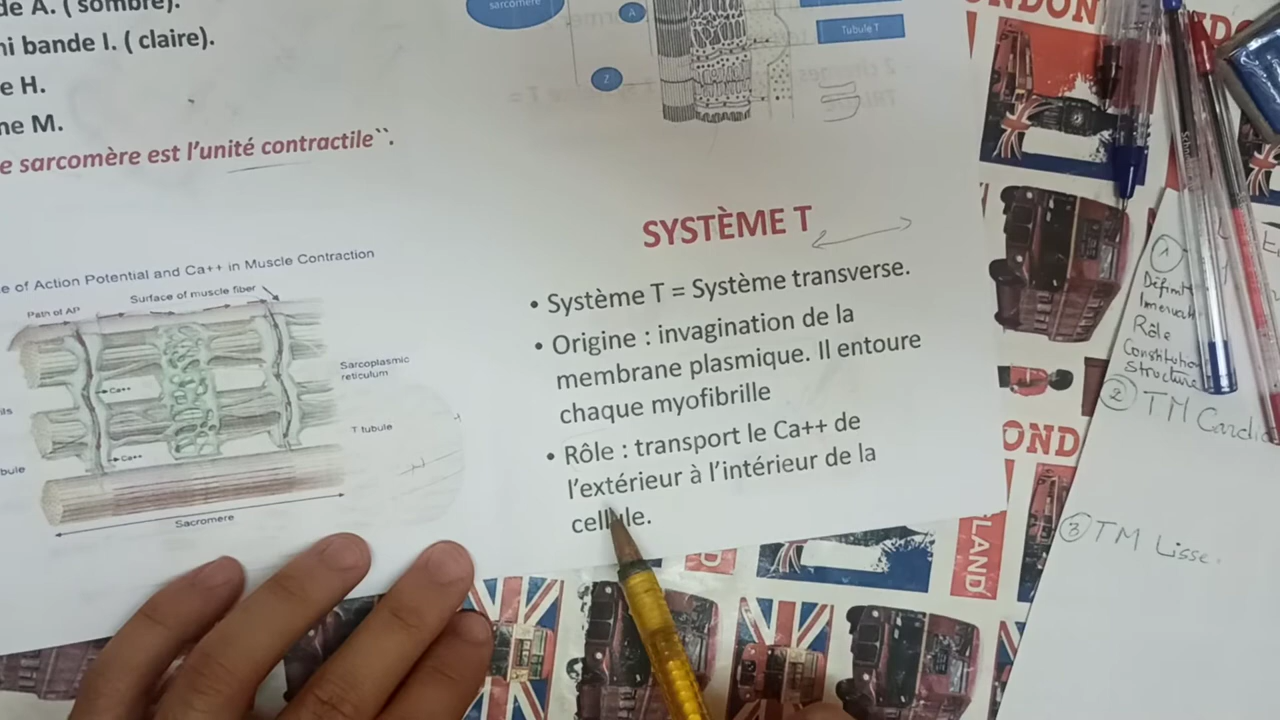 de A. ( sombre).
ni bande I. ( claire).
e H.
ne M.
e sarcomère est l’unité contractile``.
sarcomère
A
Z
Tubule T
SYSTÈME T
• Système T = Système transverse.
• Origine : invagination de la
membrane plasmique. Il entoure
chaque myofibrille
• Rôle : transport le Ca++ de
l’extérieur à l’intérieur de la
cellule.
e of Action Potential and Ca++ in Muscle Contraction
Path of AP
Surface of muscle fiber
Sarcoplasmic
reticulum
Ca++
T tubule
Ca++
Sacromere
1
Définit
Rôle
Constitution
Structure
2 TM Cardia
3 TM Lisse.
ONDON
OND
LAND